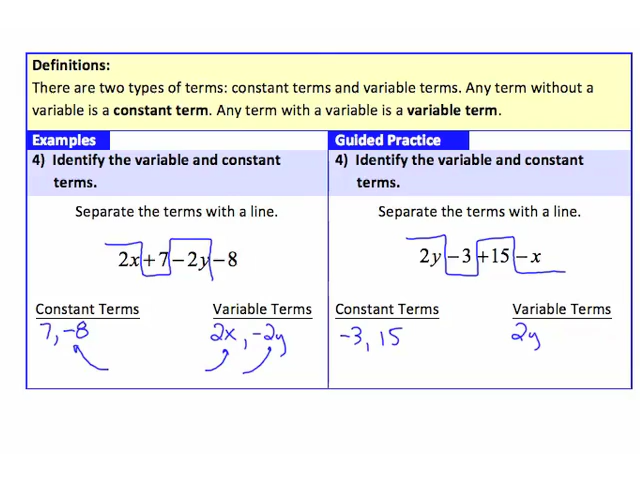 Definitions:
There are two types of terms: constant terms and variable terms. Any term without a
variable is a constant term. Any term with a variable is a variable term.
Examples
4) Identify the variable and constant
terms.
Separate the terms with a line.
2x+7−2y−8
Constant Terms Variable Terms
7, −8 2x, −2y
Guided Practice
4) Identify the variable and constant
terms.
Separate the terms with a line.
2y−3+15−x
Constant Terms Variable Terms
−3, 15 2y